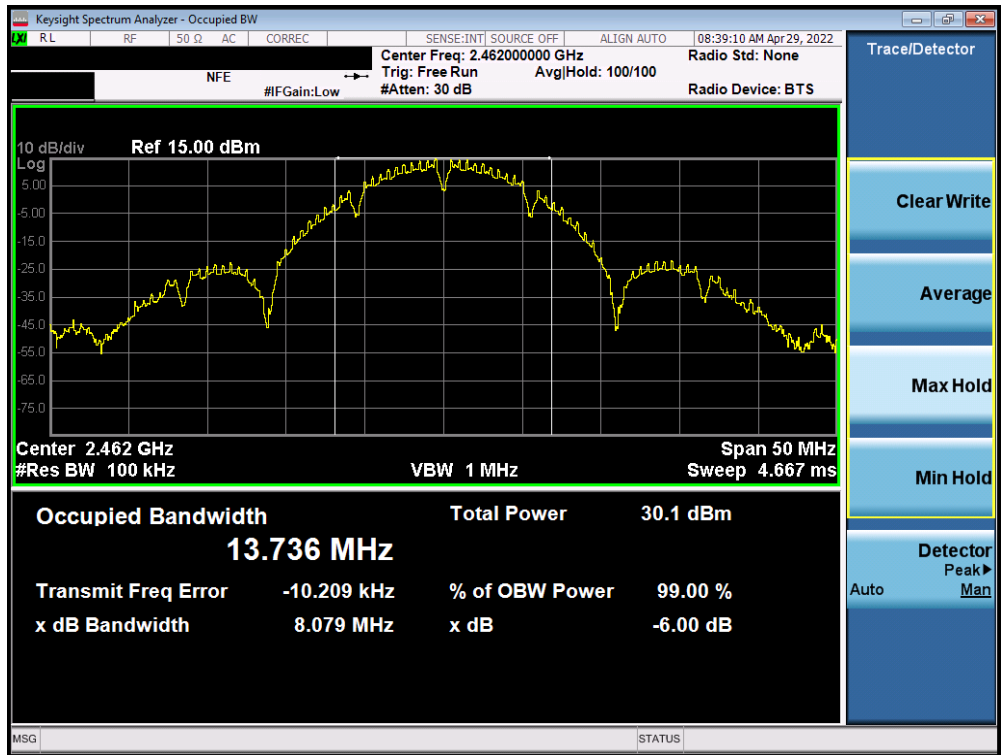 Keysight Spectrum Analyzer - Occupied BW
LXI RL RF 50 Ω AC CORREC SENSE:INT SOURCE OFF ALIGN AUTO 08:39:10 AM Apr 29, 2022
Center Freq: 2.462000000 GHz Radio Std: None
NFE Trig: Free Run Avg|Hold: 100/100
#IFGain:Low #Atten: 30 dB Radio Device: BTS
10 dB/div Ref 15.00 dBm
Log
5.00
-5.00
-15.0
-25.0
-35.0
-45.0
-55.0
-65.0
-75.0
Center 2.462 GHz Span 50 MHz
#Res BW 100 kHz VBW 1 MHz Sweep 4.667 ms
Occupied Bandwidth Total Power 30.1 dBm
13.736 MHz
Transmit Freq Error -10.209 kHz % of OBW Power 99.00 %
x dB Bandwidth 8.079 MHz x dB -6.00 dB
MSG STATUS
Trace/Detector
Clear Write
Average
Max Hold
Min Hold
Detector
Peak▶
Auto Man